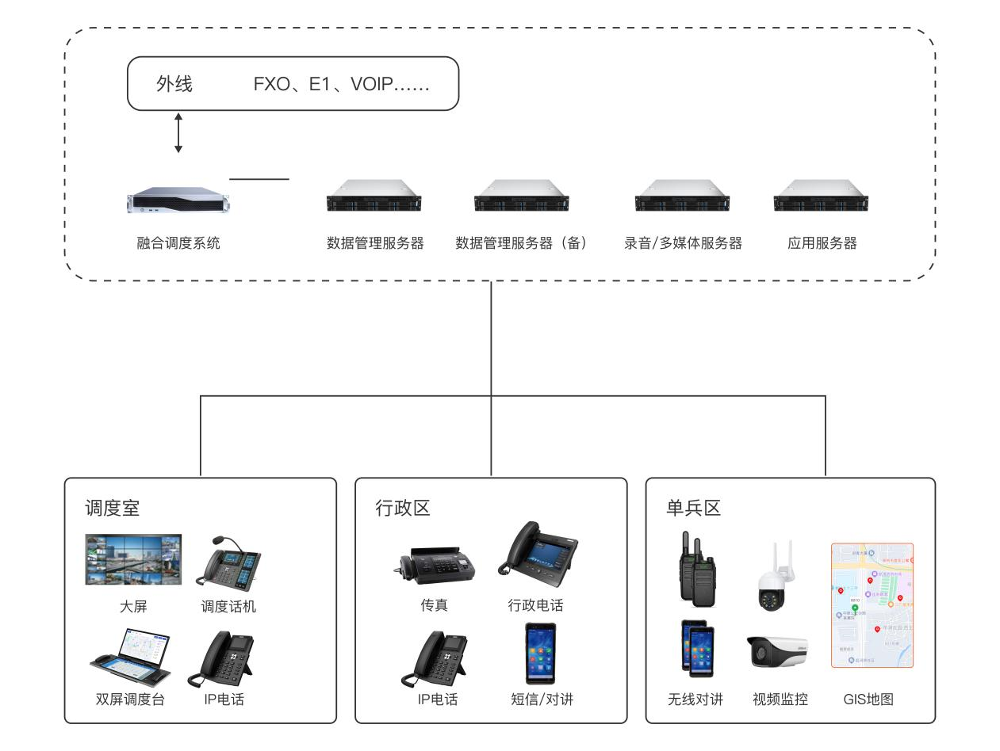 外线 FXO、E1、VOIP……
融合调度系统
数据管理服务器
数据管理服务器（备）
录音/多媒体服务器
应用服务器
调度室
大屏
调度话机
双屏调度台
IP电话
行政区
传真
行政电话
IP电话
短信/对讲
单兵区
无线对讲
视频监控
GIS地图